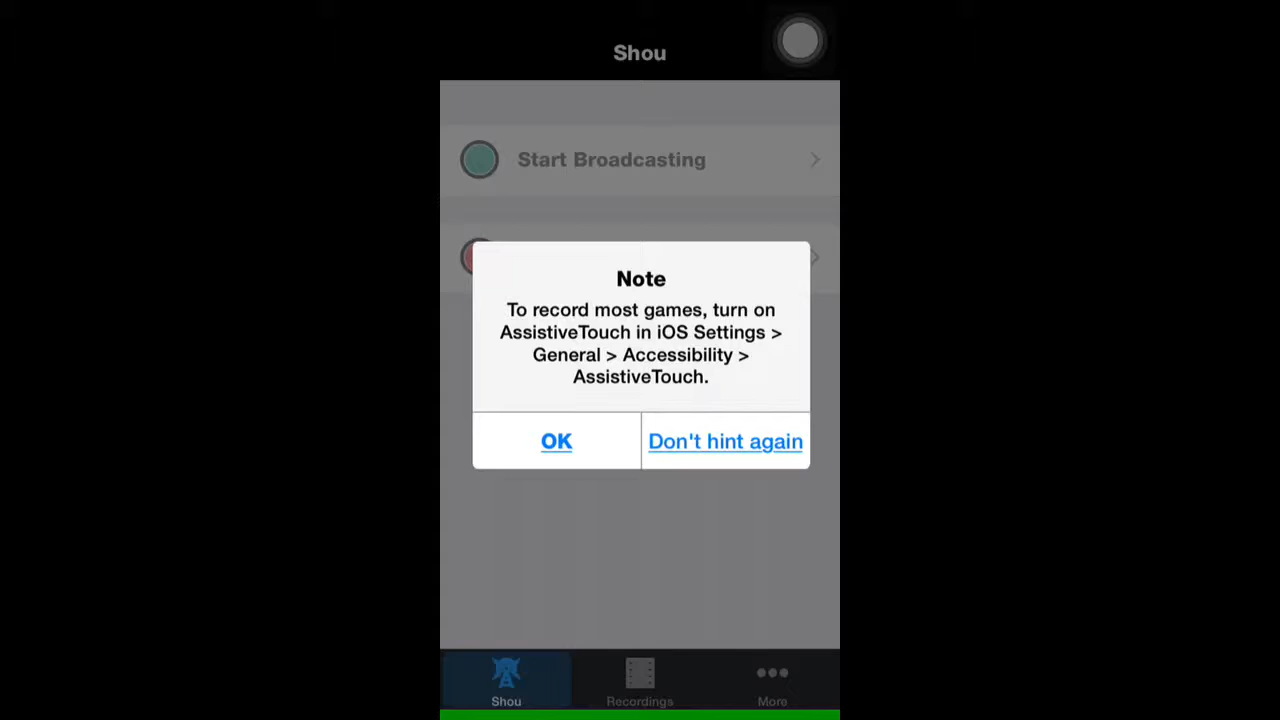 Shou
Start Broadcasting
Note
To record most games, turn on
AssistiveTouch in iOS Settings >
General > Accessibility >
AssistiveTouch.
OK
Don't hint again
Shou
Recordings
More